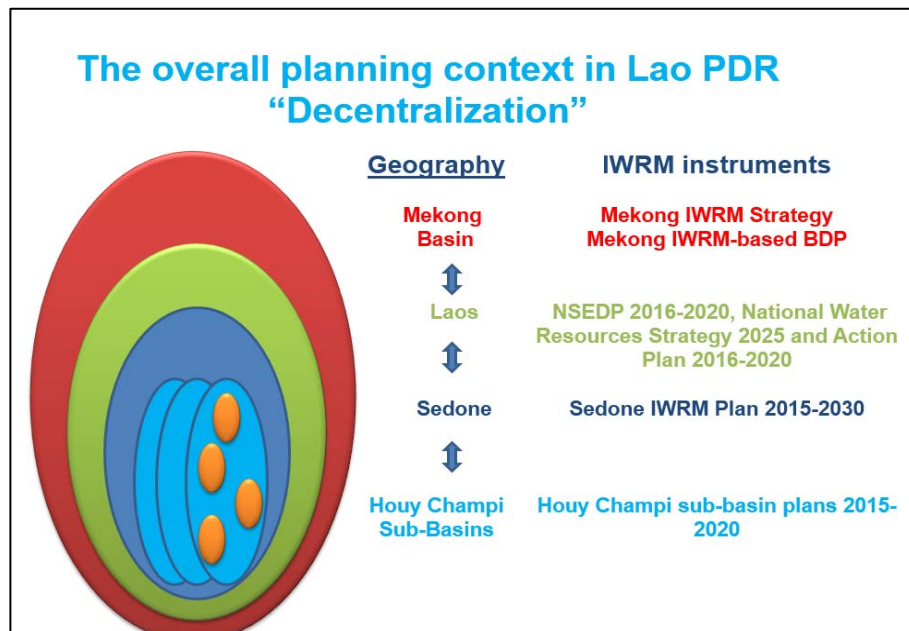 The overall planning context in Lao PDR
“Decentralization”
Geography
IWRM instruments
Mekong
Basin
Mekong IWRM Strategy
Mekong IWRM-based BDP
Laos
NSEDP 2016-2020, National Water
Resources Strategy 2025 and Action
Plan 2016-2020
Sedone
Sedone IWRM Plan 2015-2030
Houy Champi
Sub-Basins
Houy Champi sub-basin plans 2015-
2020